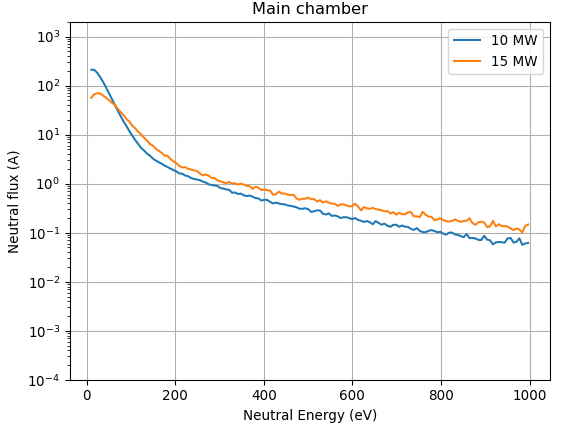 Main chamber
10 MW
15 MW
Neutral flux (A)
10³
10²
10¹
10⁰
10⁻¹
10⁻²
10⁻³
10⁻⁴
0 200 400 600 800 1000
Neutral Energy (eV)